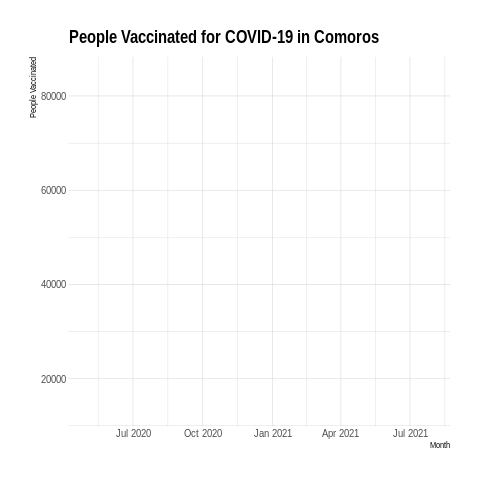 People Vaccinated for COVID-19 in Comoros
People Vaccinated
80000
60000
40000
20000
Jul 2020 Oct 2020 Jan 2021 Apr 2021 Jul 2021
Month